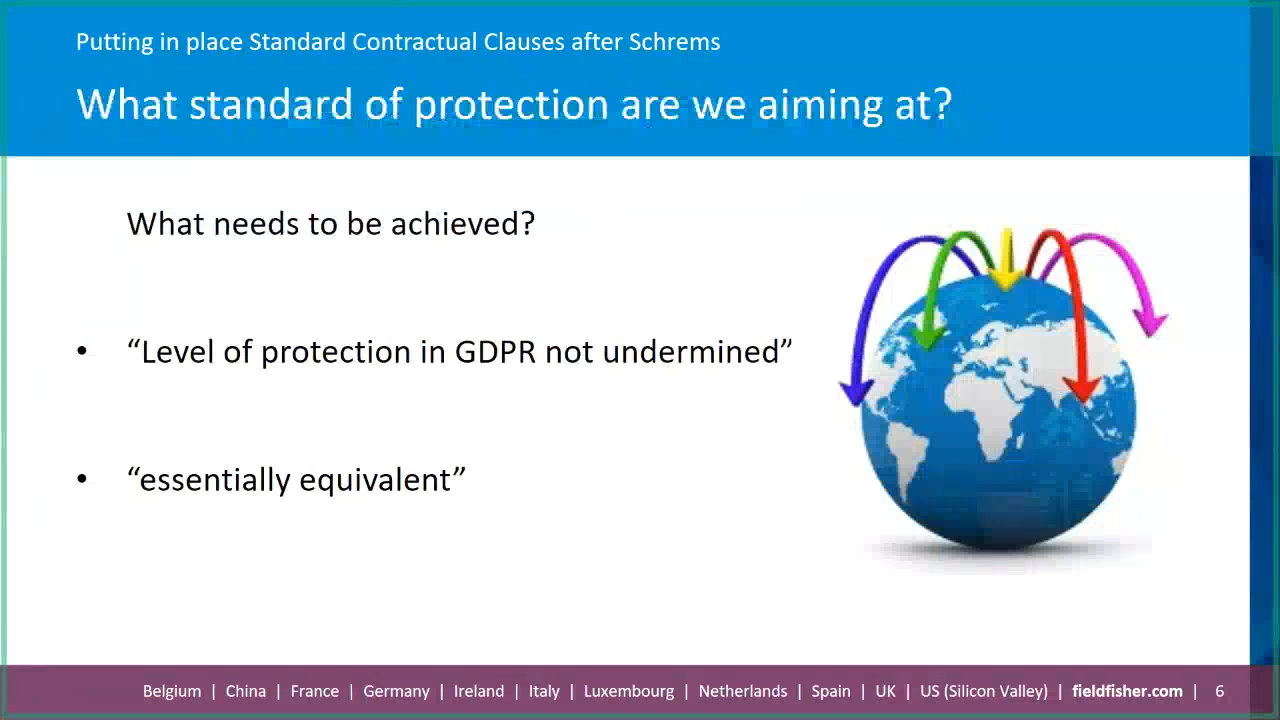 Putting in place Standard Contractual Clauses after Schrems
What standard of protection are we aiming at?
What needs to be achieved?
• “Level of protection in GDPR not undermined”
• “essentially equivalent”
Belgium | China | France | Germany | Ireland | Italy | Luxembourg | Netherlands | Spain | UK | US (Silicon Valley) | fieldfisher.com | 6